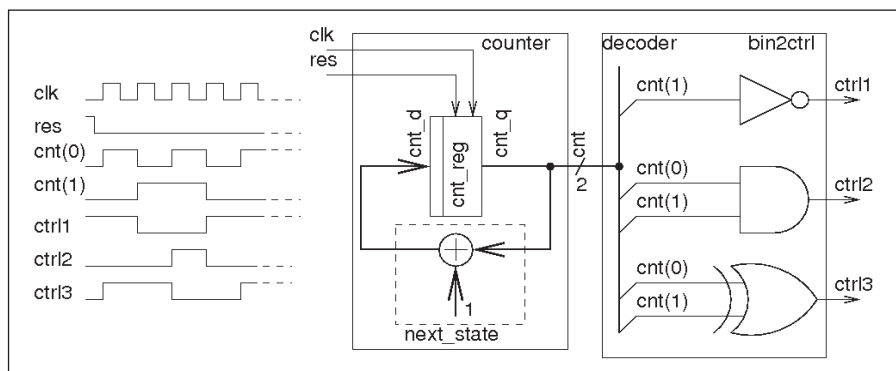 clk
res
cnt(0)
cnt(1)
ctrl1
ctrl2
ctrl3
clk
res
counter
cnt_d
cnt_reg
cnt_q
1
next_state
cnt
2
decoder
bin2ctrl
cnt(1)
ctrl1
cnt(0)
cnt(1)
ctrl2
cnt(0)
cnt(1)
ctrl3